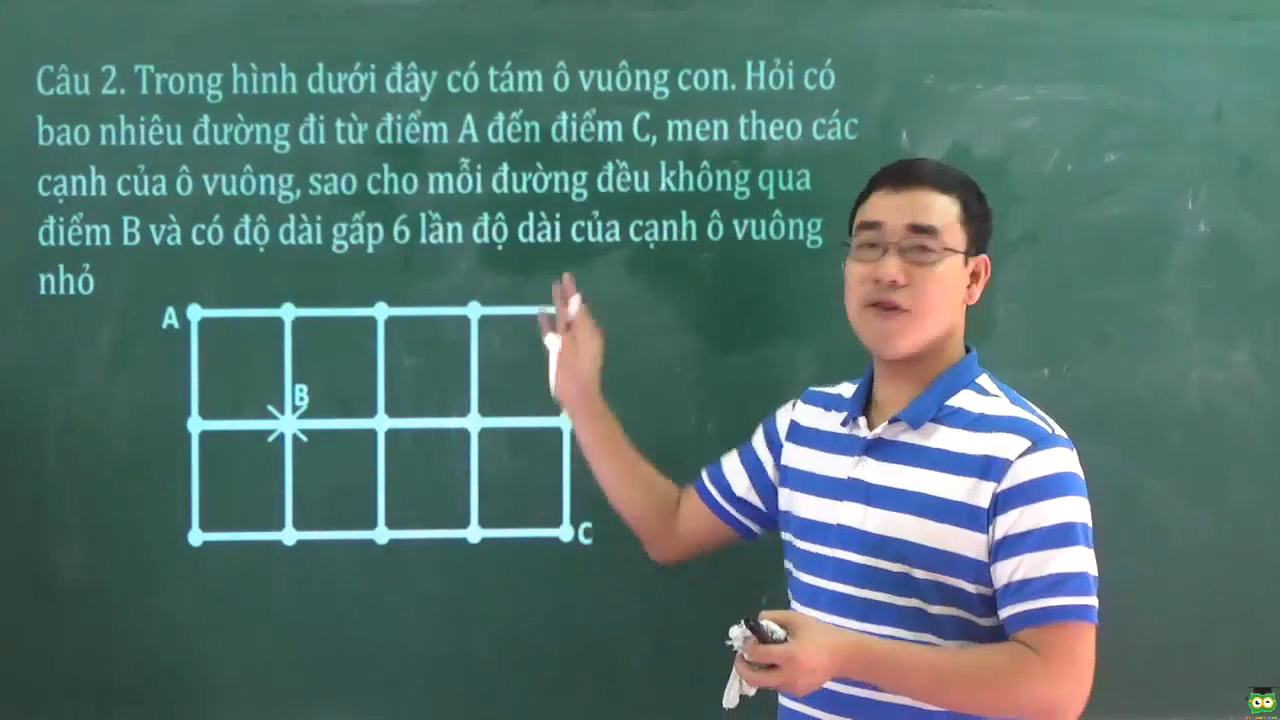 Câu 2. Trong hình dưới đây có tám ô vuông con. Hỏi có
bao nhiêu đường đi từ điểm A đến điểm C, men theo các
cạnh của ô vuông, sao cho mỗi đường đều không qua
điểm B và có độ dài gấp 6 lần độ dài của cạnh ô vuông
nhỏ
A
B
C